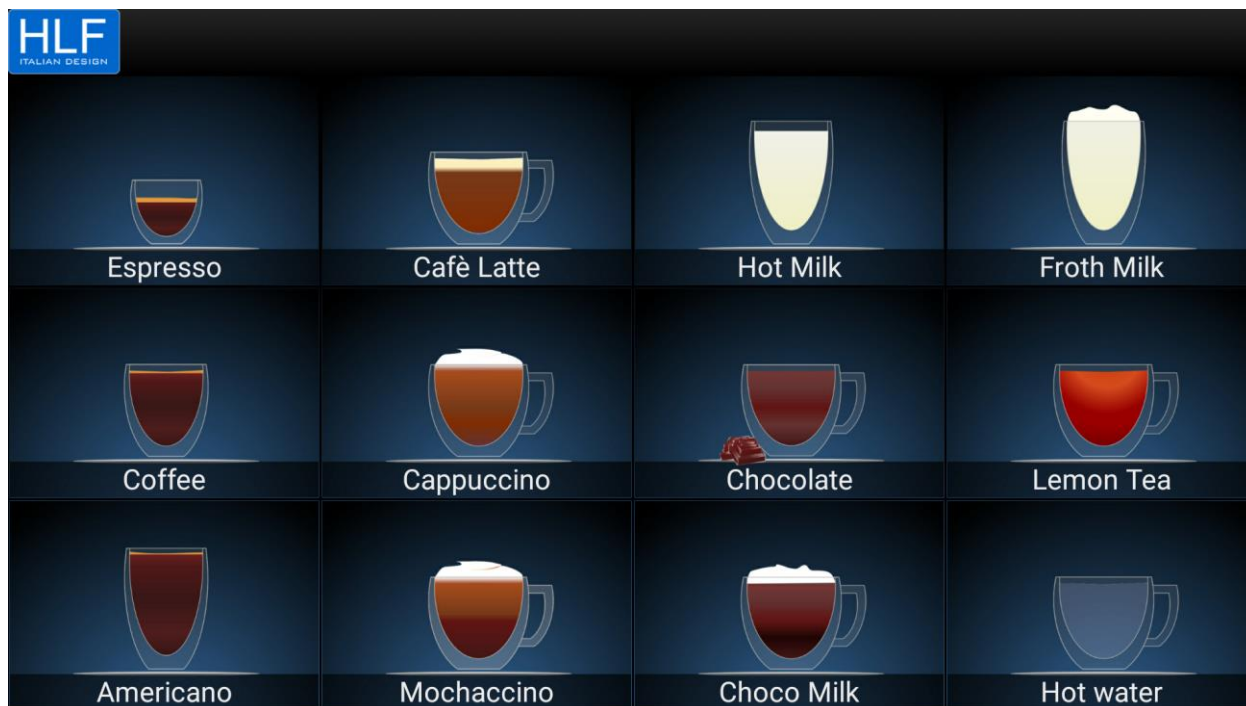 HLF
ITALIAN DESIGN
Espresso
Cafè Latte
Hot Milk
Froth Milk
Coffee
Cappuccino
Chocolate
Lemon Tea
Americano
Mochaccino
Choco Milk
Hot water